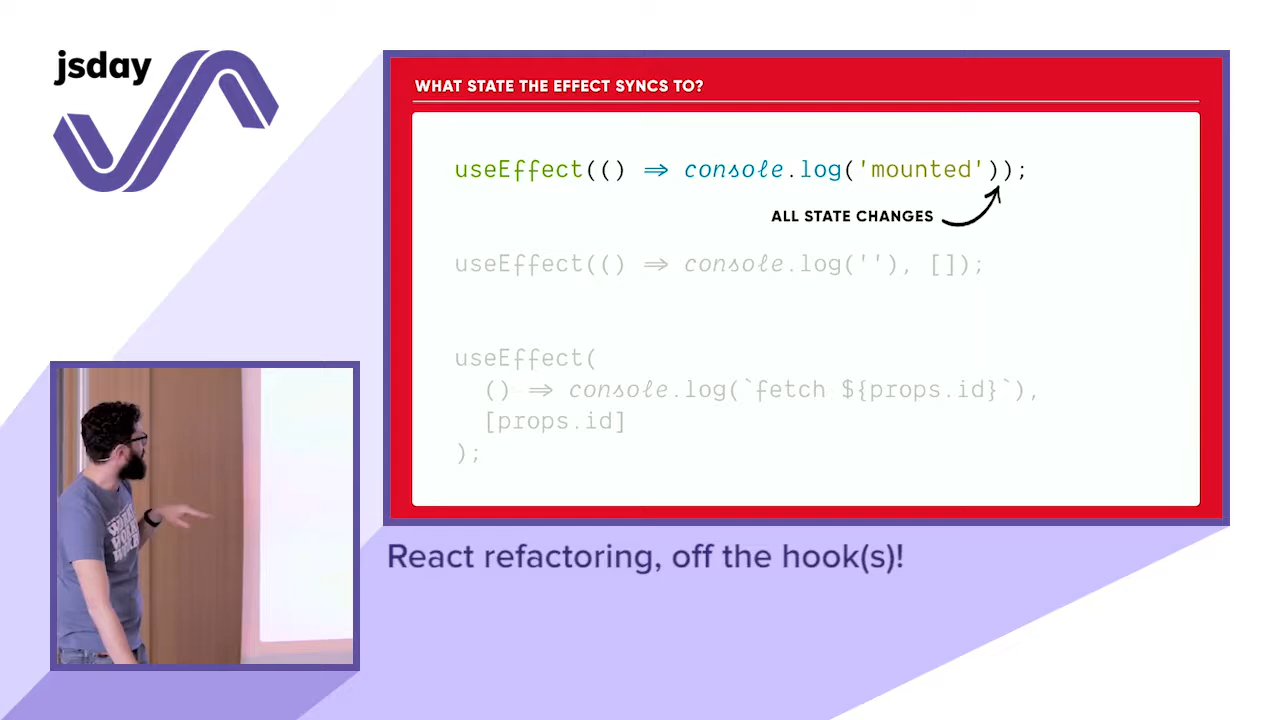 jsday
WHAT STATE THE EFFECT SYNCS TO?
useEffect(() => console.log('mounted'));
ALL STATE CHANGES
useEffect(() => console.log(''), []);
useEffect(
() => console.log(`fetch ${props.id}`),
[props.id]
);
React refactoring, off the hook(s)!